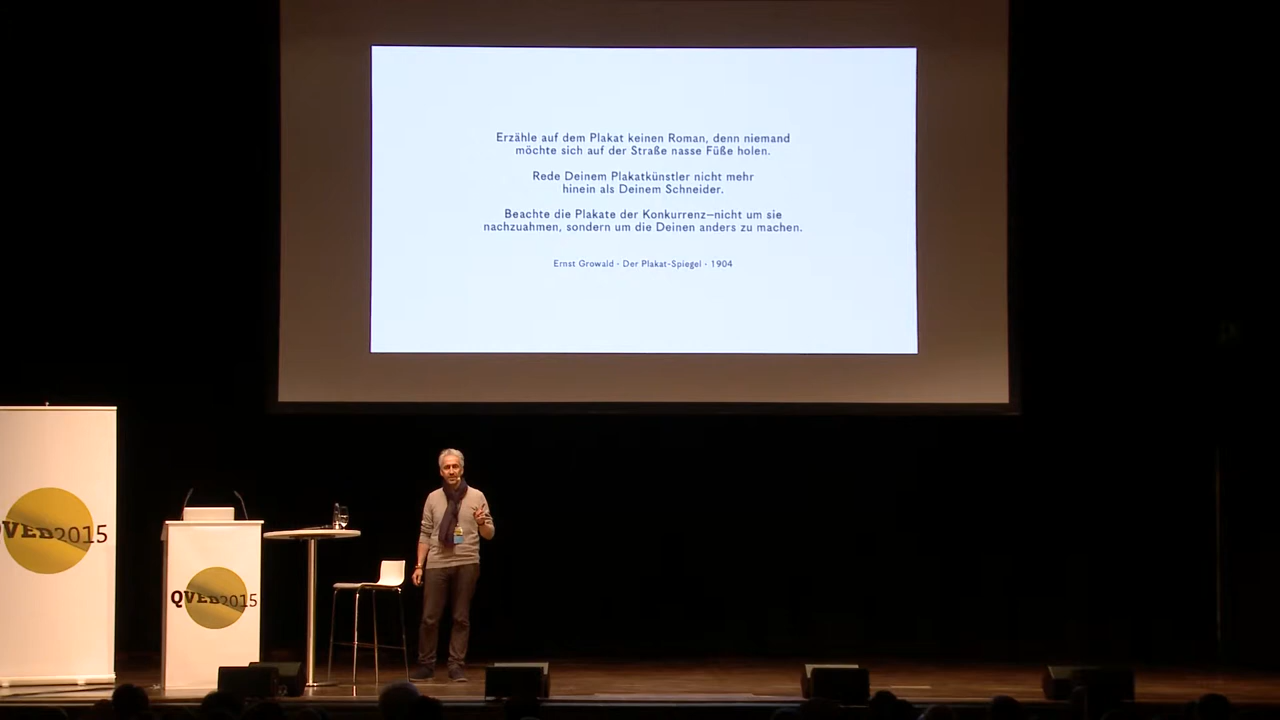 Erzähle auf dem Plakat keinen Roman, denn niemand
möchte sich auf der Straße nasse Füße holen.
Rede Deinem Plakatkünstler nicht mehr
hinein als Deinem Schneider.
Beachte die Plakate der Konkurrenz—nicht um sie
nachzuahmen, sondern um die Deinen anders zu machen.
Ernst Growald · Der Plakat-Spiegel · 1904
QVED2015
QVED2015